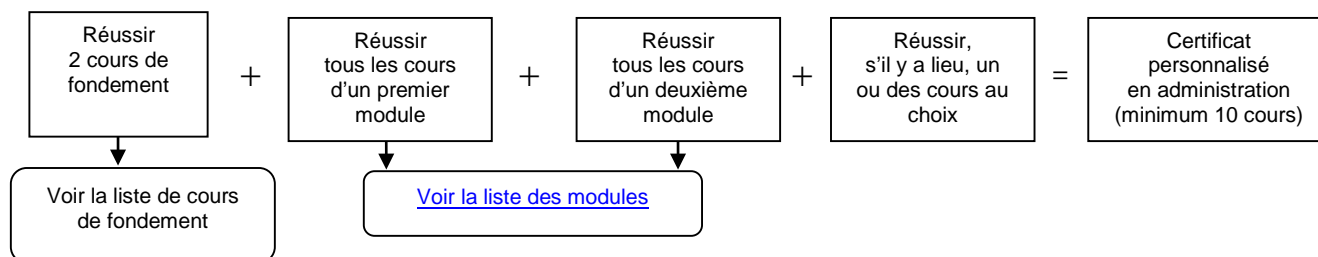 Réussir
2 cours de
fondement
+
Réussir
tous les cours
d'un premier
module
+
Réussir
tous les cours
d'un deuxième
module
+
Réussir,
s'il y a lieu, un
ou des cours au
choix
=
Certificat
personnalisé
en administration
(minimum 10 cours)
Voir la liste de cours
de fondement
Voir la liste des modules